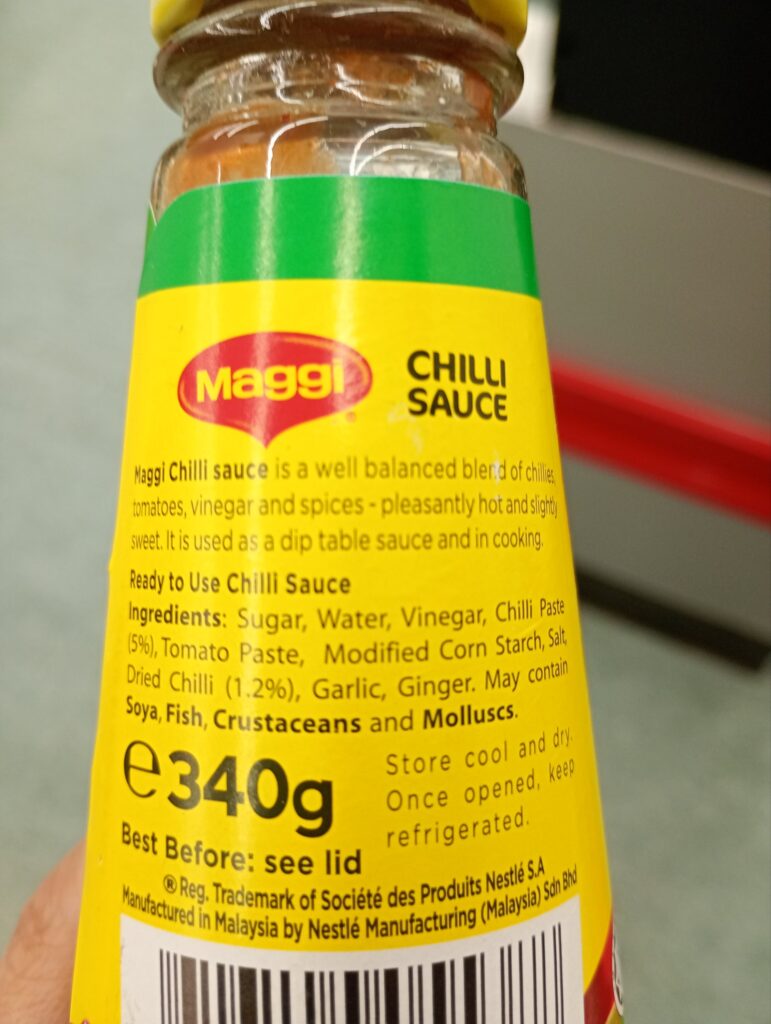 Maggi
CHILLI
SAUCE
Maggi Chilli sauce is a well balanced blend of chillies,
tomatoes, vinegar and spices - pleasantly hot and slightly
sweet. It is used as a dip table sauce and in cooking.
Ready to Use Chilli Sauce
Ingredients: Sugar, Water, Vinegar, Chilli Paste
(5%), Tomato Paste, Modified Corn Starch, Salt,
Dried Chilli (1.2%), Garlic, Ginger. May contain
Soya, Fish, Crustaceans and Molluscs.
℮340g
Store cool and dry.
Once opened, keep
refrigerated.
Best Before: see lid
® Reg. Trademark of Société des Produits Nestlé S.A
Manufactured in Malaysia by Nestlé Manufacturing (Malaysia) Sdn Bhd